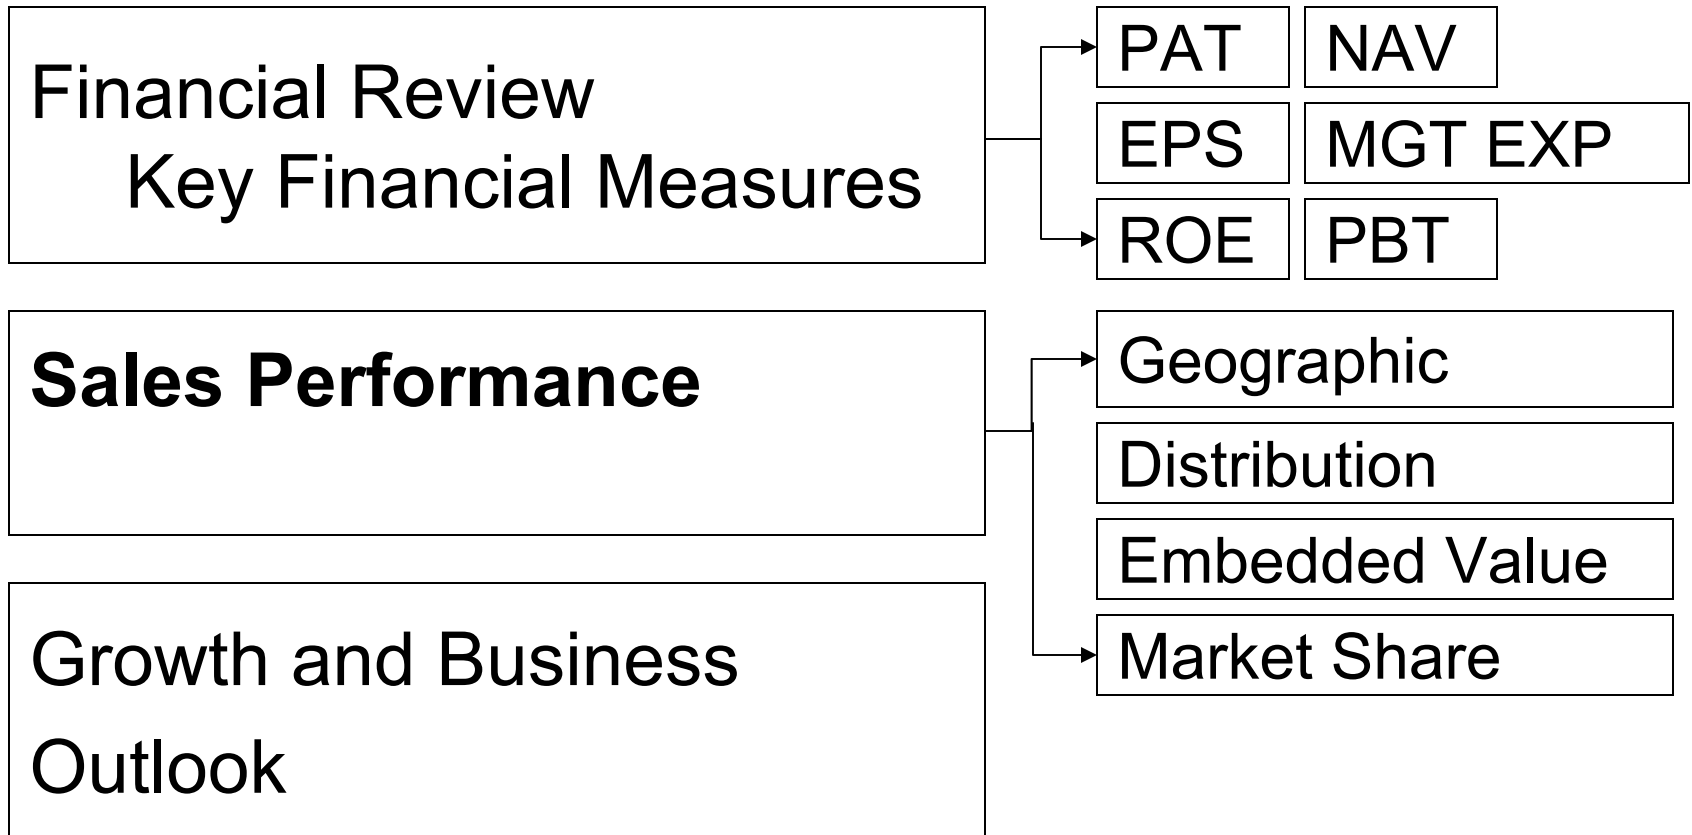 Financial Review
Key Financial Measures
PAT
NAV
EPS
MGT EXP
ROE
PBT
Sales Performance
Geographic
Distribution
Embedded Value
Market Share
Growth and Business
Outlook